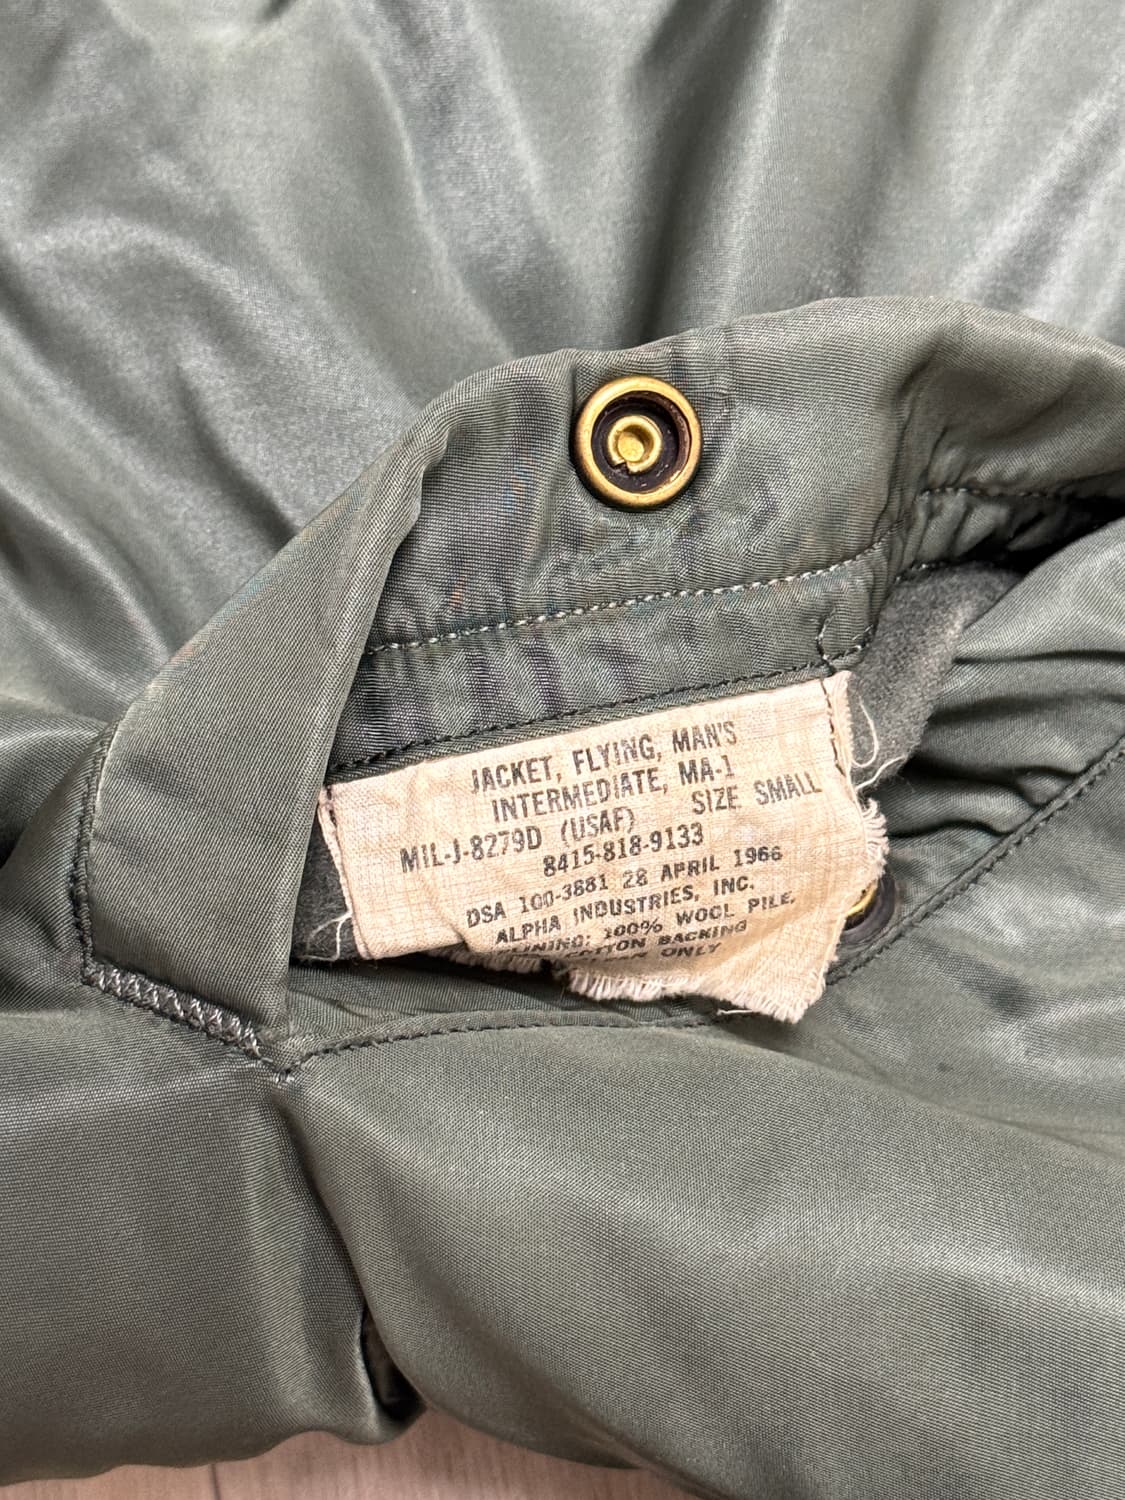 JACKET, FLYING, MAN'S
INTERMEDIATE, MA-1
MIL-J-8279D (USAF) SIZE SMALL
8415-818-9133
DSA 100-3881 28 APRIL 1966
ALPHA INDUSTRIES, INC.
LINING: 100% WOOL PILE,
COTTON BACKING
ONLY